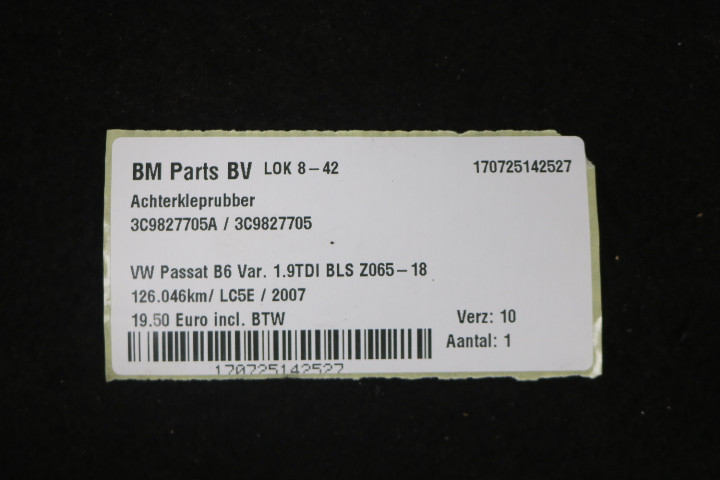 BM Parts BV LOK 8-42 170725142527
Achterkleprubber
3C9827705A / 3C9827705
VW Passat B6 Var. 1.9TDI BLS Z065-18
126.046km/ LC5E / 2007
19.50 Euro incl. BTW Verz: 10
Aantal: 1
170725142527